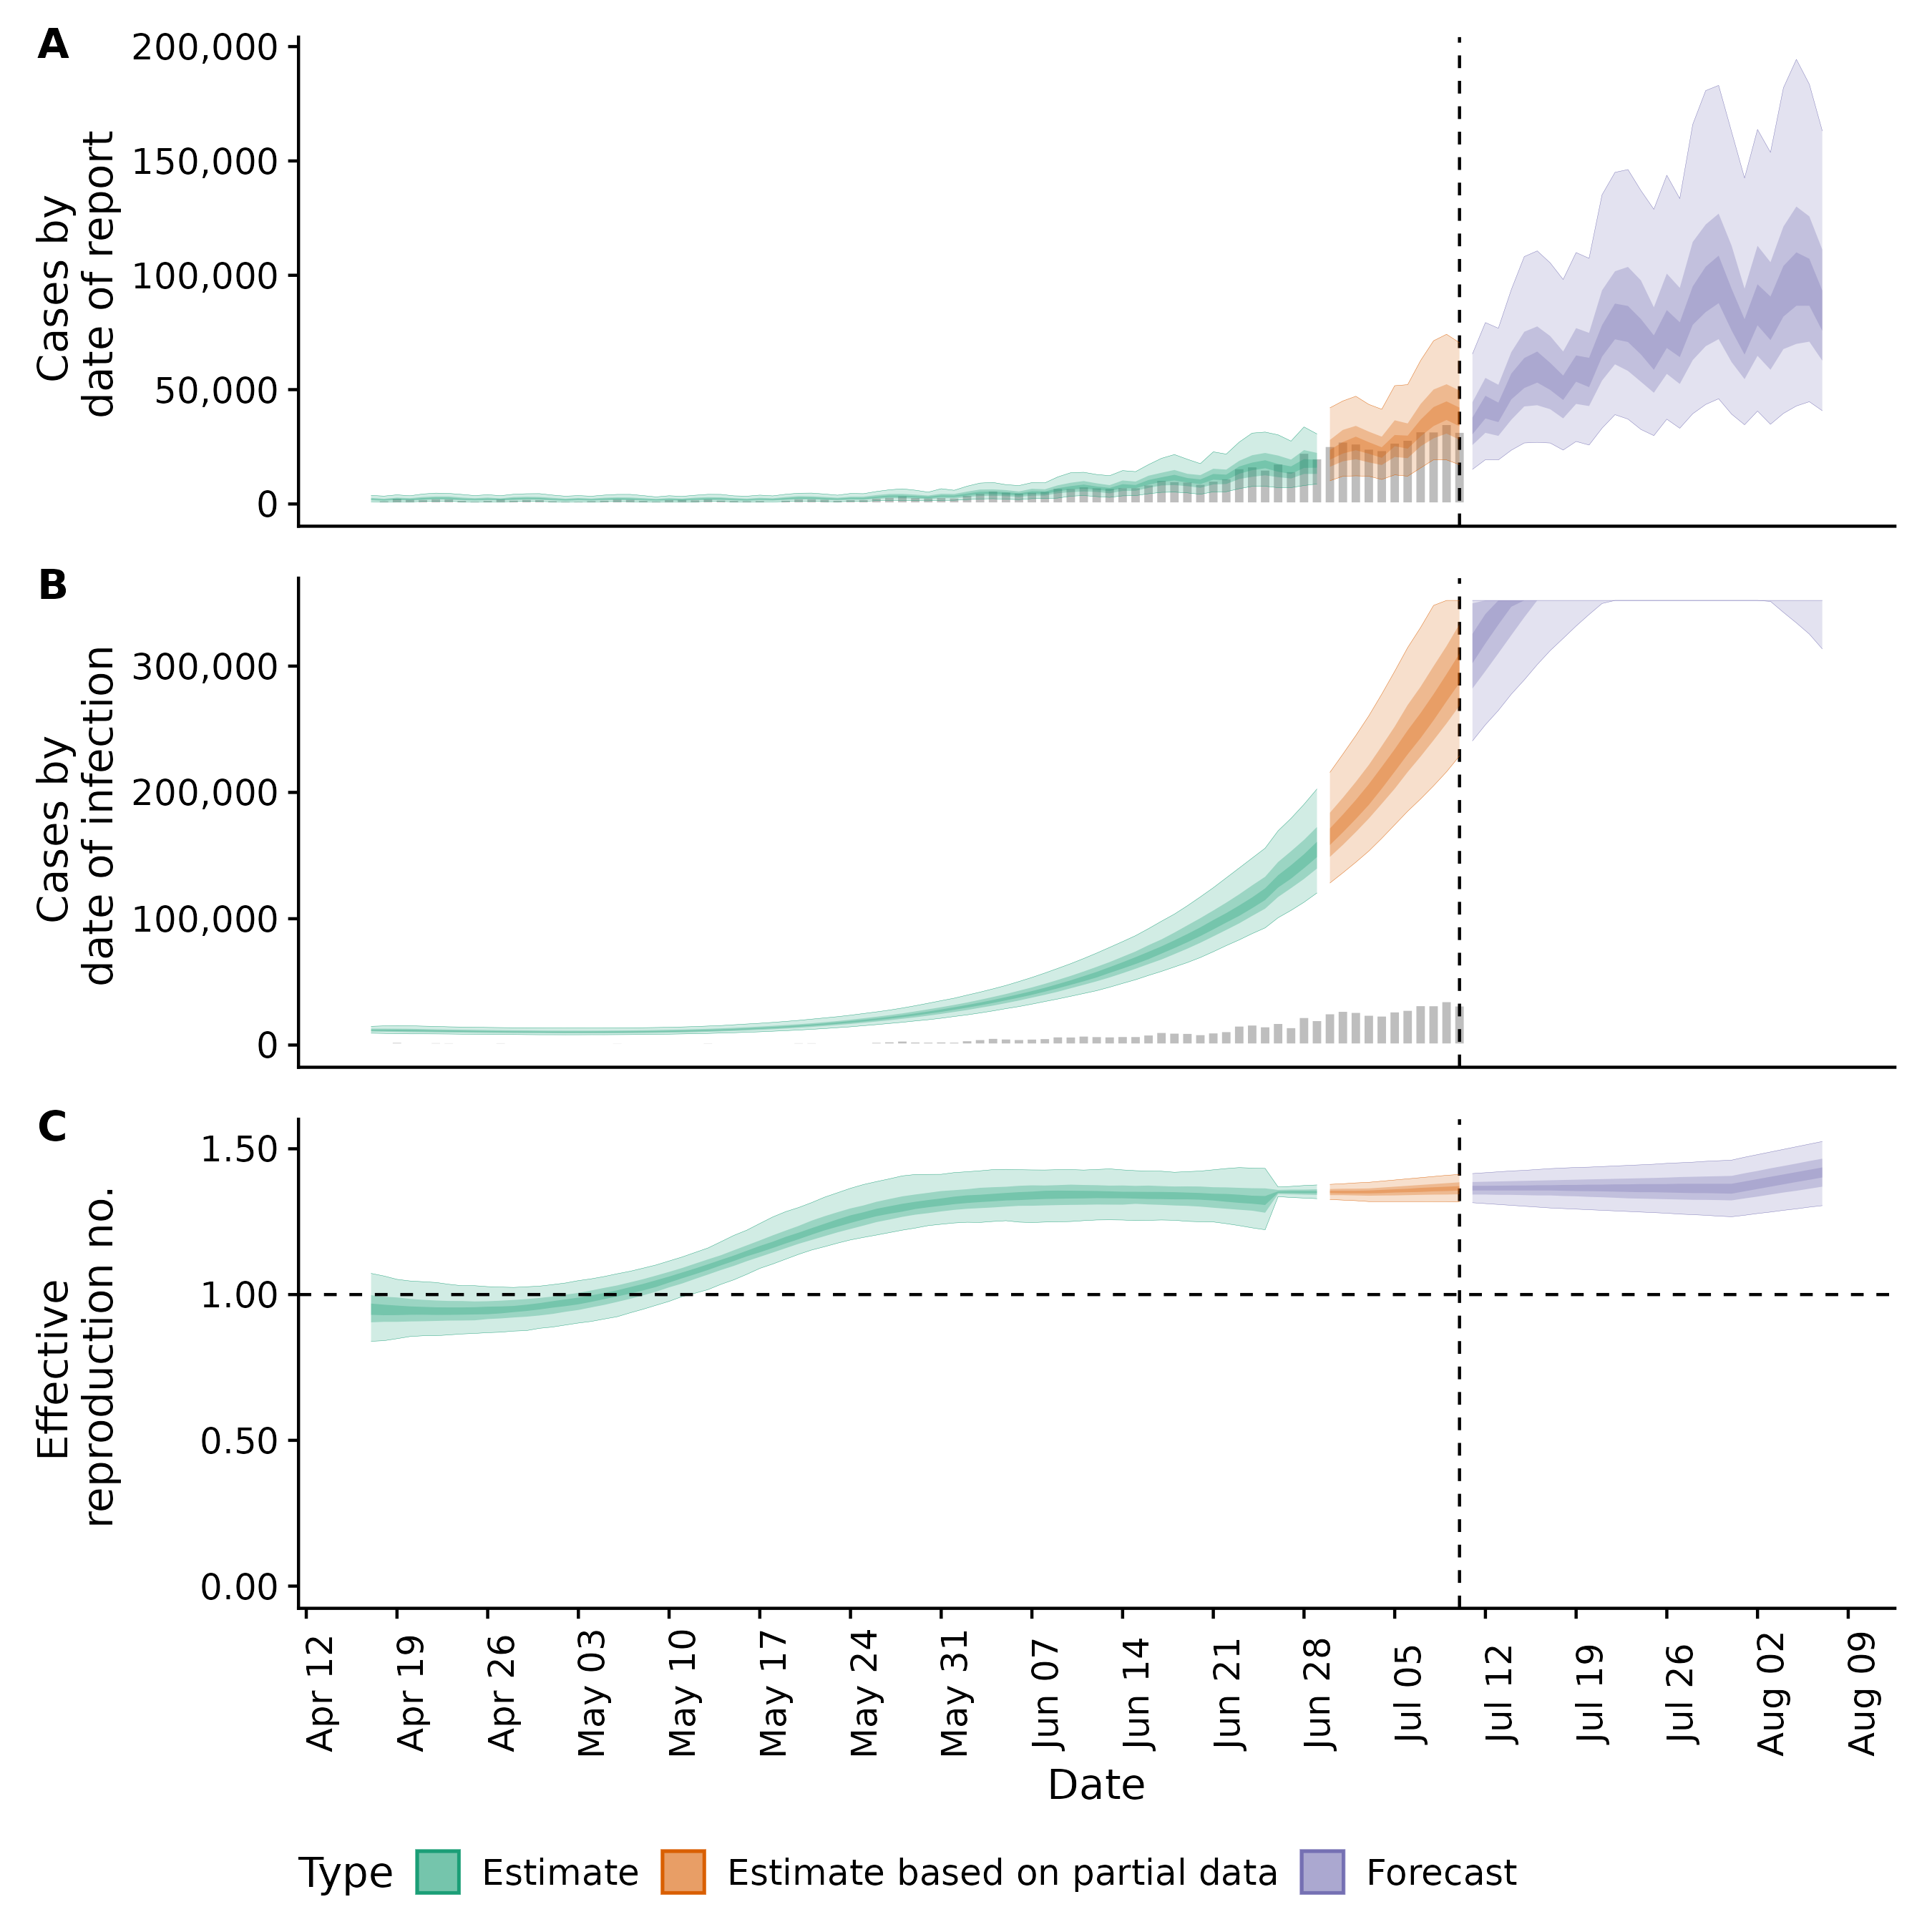 A
Cases by
date of report
200,000
150,000
100,000
50,000
0
B
Cases by
date of infection
300,000
200,000
100,000
0
C
Effective
reproduction no.
1.50
1.00
0.50
0.00
Apr 12
Apr 19
Apr 26
May 03
May 10
May 17
May 24
May 31
Jun 07
Jun 14
Jun 21
Jun 28
Jul 05
Jul 12
Jul 19
Jul 26
Aug 02
Aug 09
Date
Type Estimate Estimate based on partial data Forecast